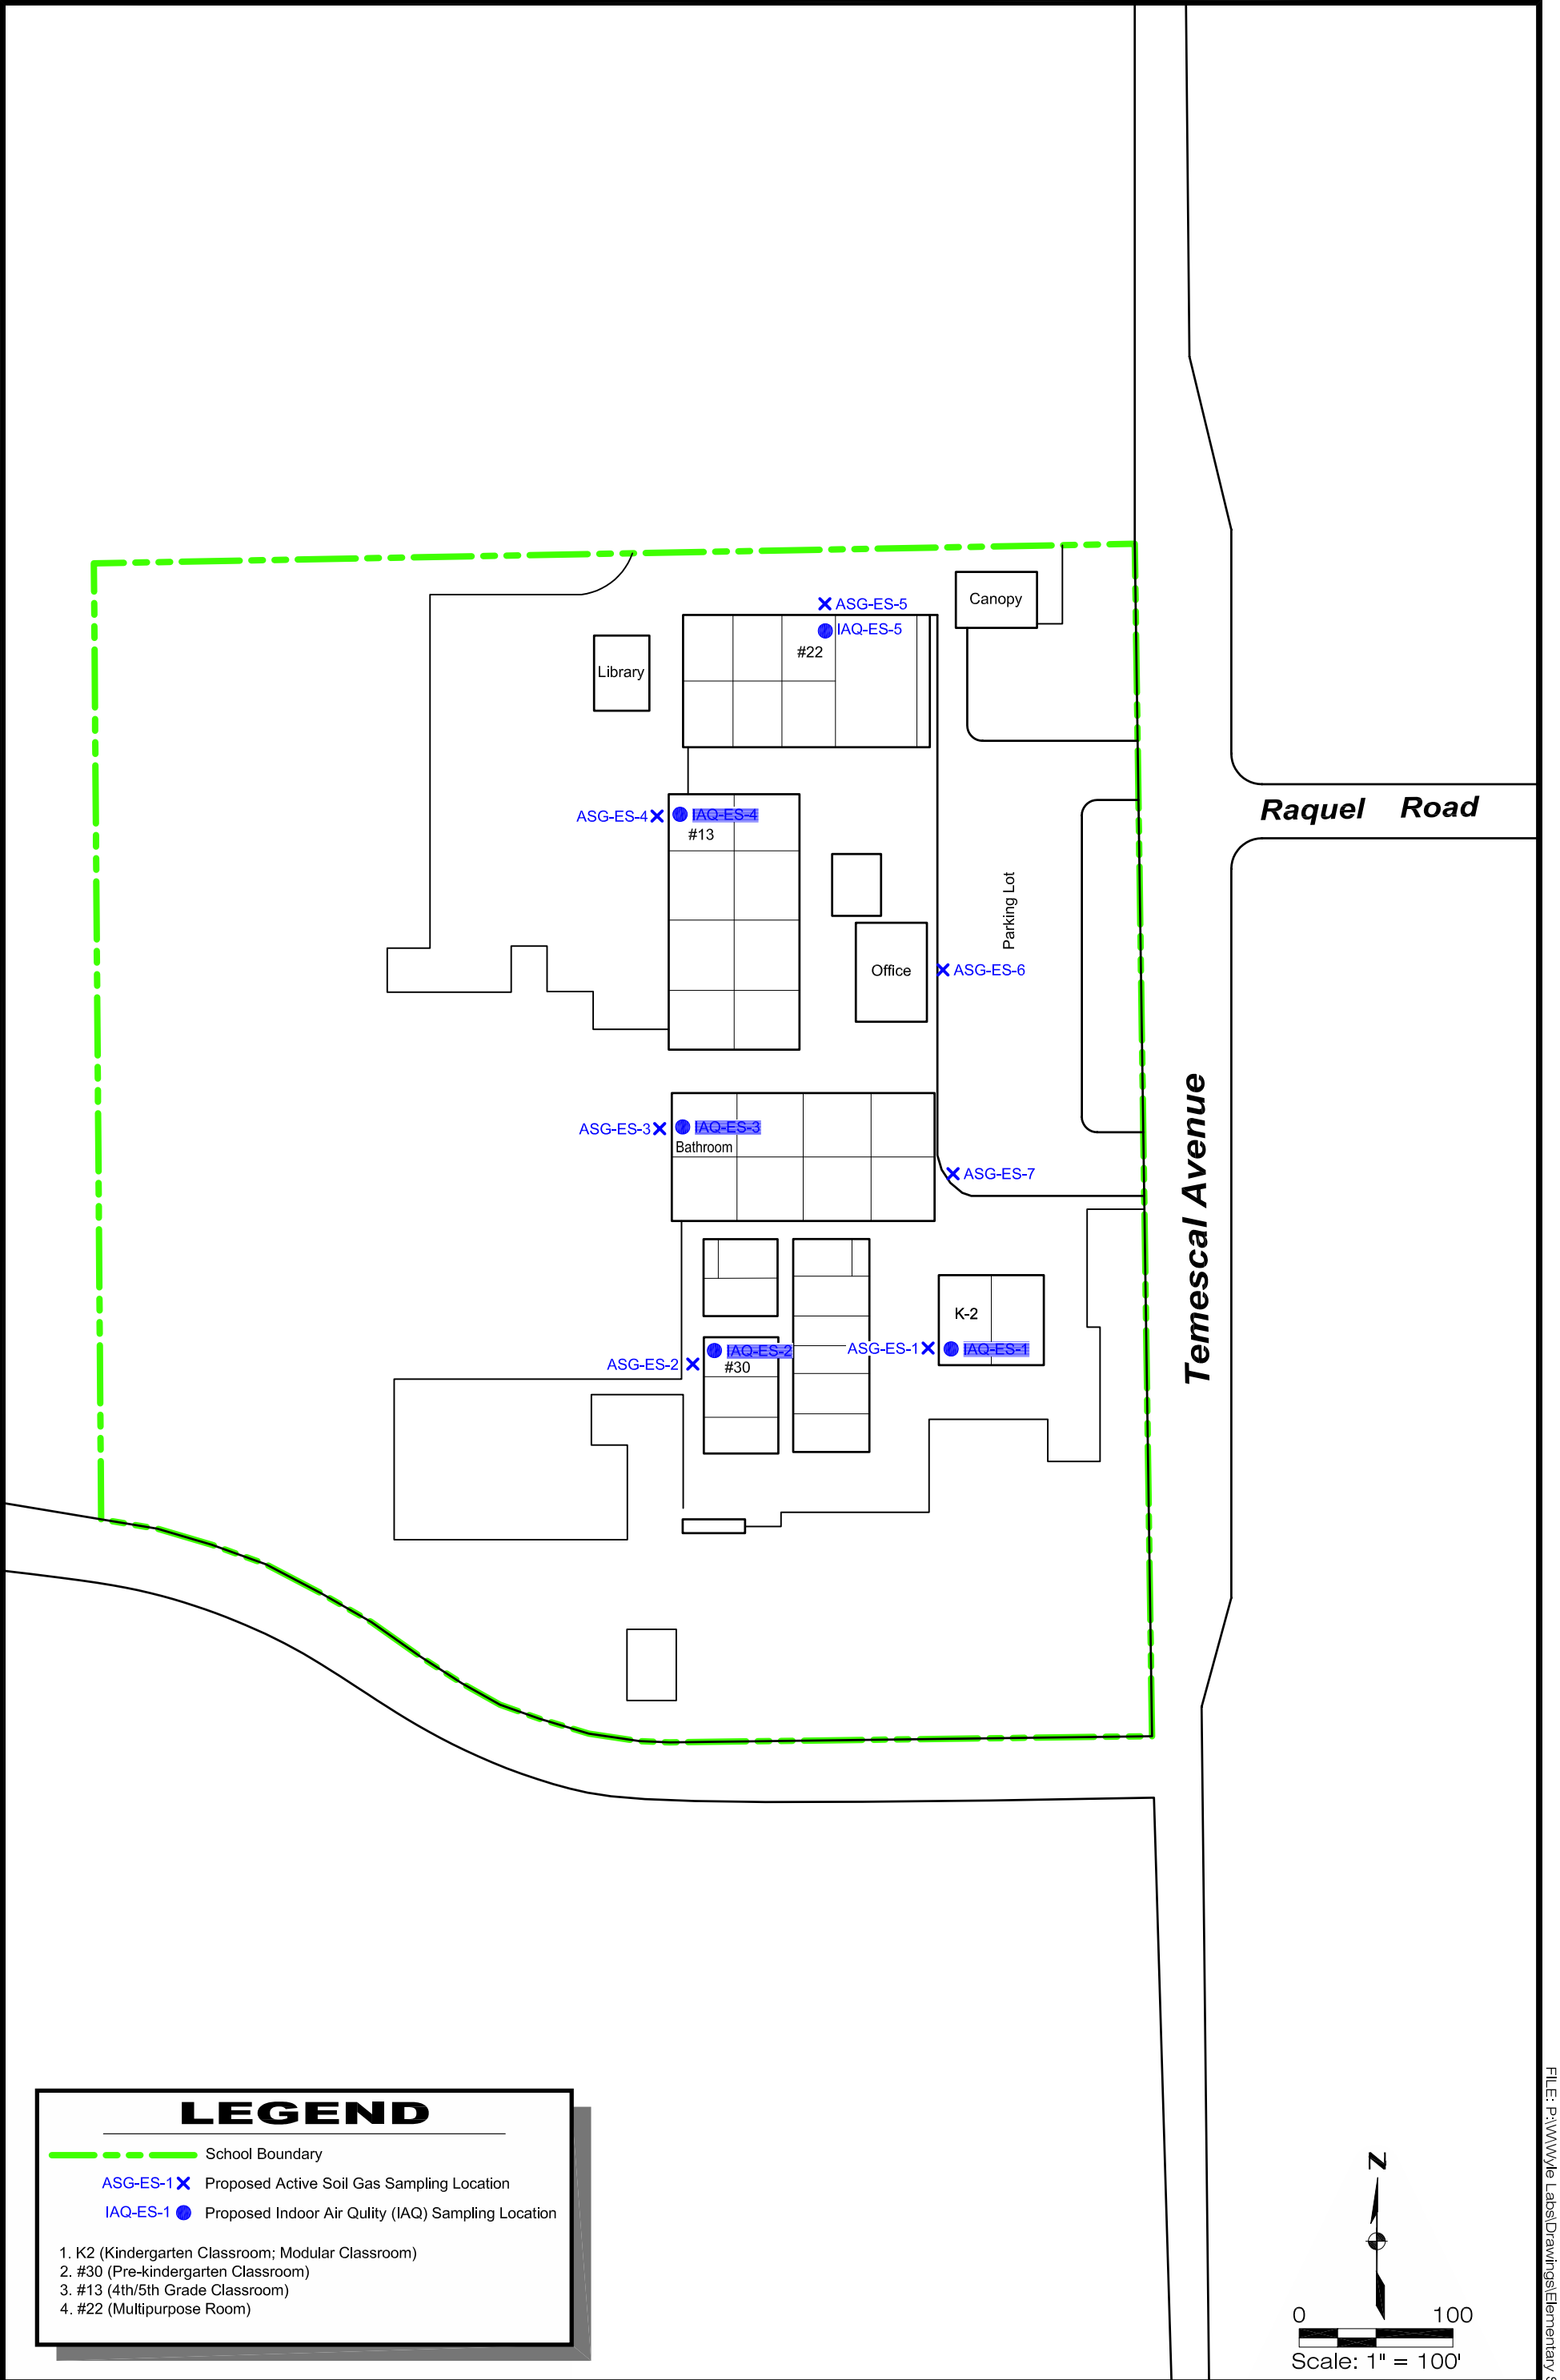 Canopy
ASG-ES-5
IAQ-ES-5
#22
Library
Raquel Road
ASG-ES-4
IAQ-ES-4
#13
Parking Lot
Office
ASG-ES-6
Temescal Avenue
ASG-ES-3
IAQ-ES-3
Bathroom
ASG-ES-7
K-2
ASG-ES-1
IAQ-ES-1
ASG-ES-2
IAQ-ES-2
#30
LEGEND
School Boundary
ASG-ES-1 Proposed Active Soil Gas Sampling Location
IAQ-ES-1 Proposed Indoor Air Qulity (IAQ) Sampling Location
1. K2 (Kindergarten Classroom; Modular Classroom)
2. #30 (Pre-kindergarten Classroom)
3. #13 (4th/5th Grade Classroom)
4. #22 (Multipurpose Room)
N
0 100
Scale: 1" = 100'
FILE: P:\W\Wyle Labs\Drawings\Elementary